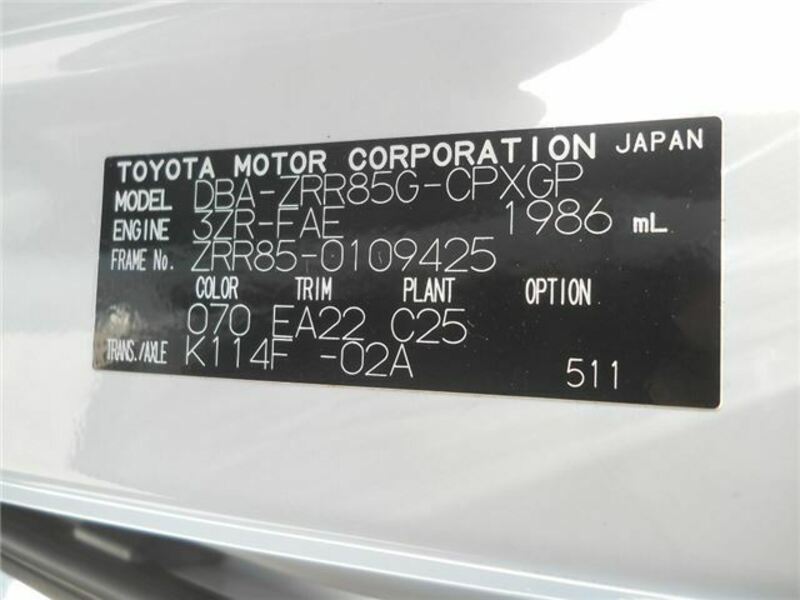 TOYOTA MOTOR CORPORATION JAPAN
MODEL DBA-ZRR85G-CPXGP
ENGINE 3ZR-FAE 1986 mL
FRAME No. ZRR85-0109425
COLOR TRIM PLANT OPTION
070 EA22 C25
TRANS./AXLE K114F -02A
511